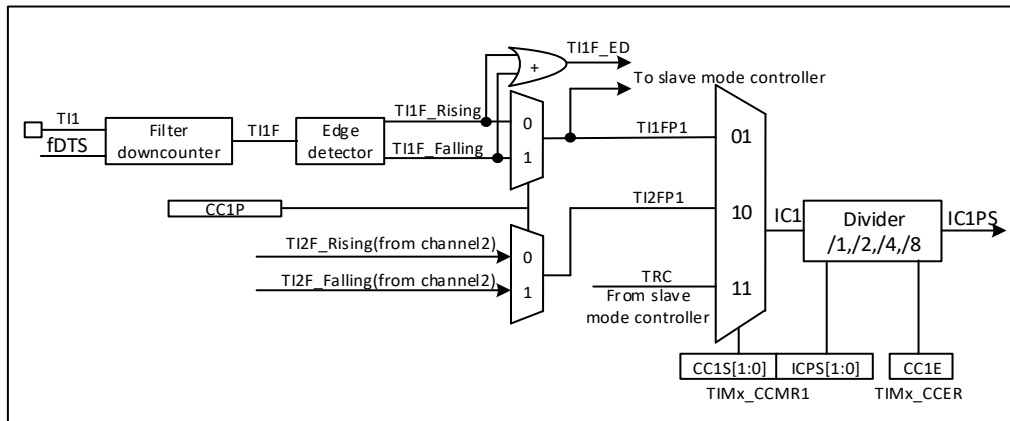 TI1F_ED
+
To slave mode controller
TI1
fDTS
Filter
downcounter
TI1F
Edge
detector
TI1F_Rising
TI1F_Falling
0
1
TI1FP1
01
CC1P
TI2FP1
10
IC1
Divider
/1,/2,/4,/8
IC1PS
TI2F_Rising(from channel2)
TI2F_Falling(from channel2)
0
1
TRC
From slave
mode controller
11
CC1S[1:0]
ICPS[1:0]
CC1E
TIMx_CCMR1
TIMx_CCER